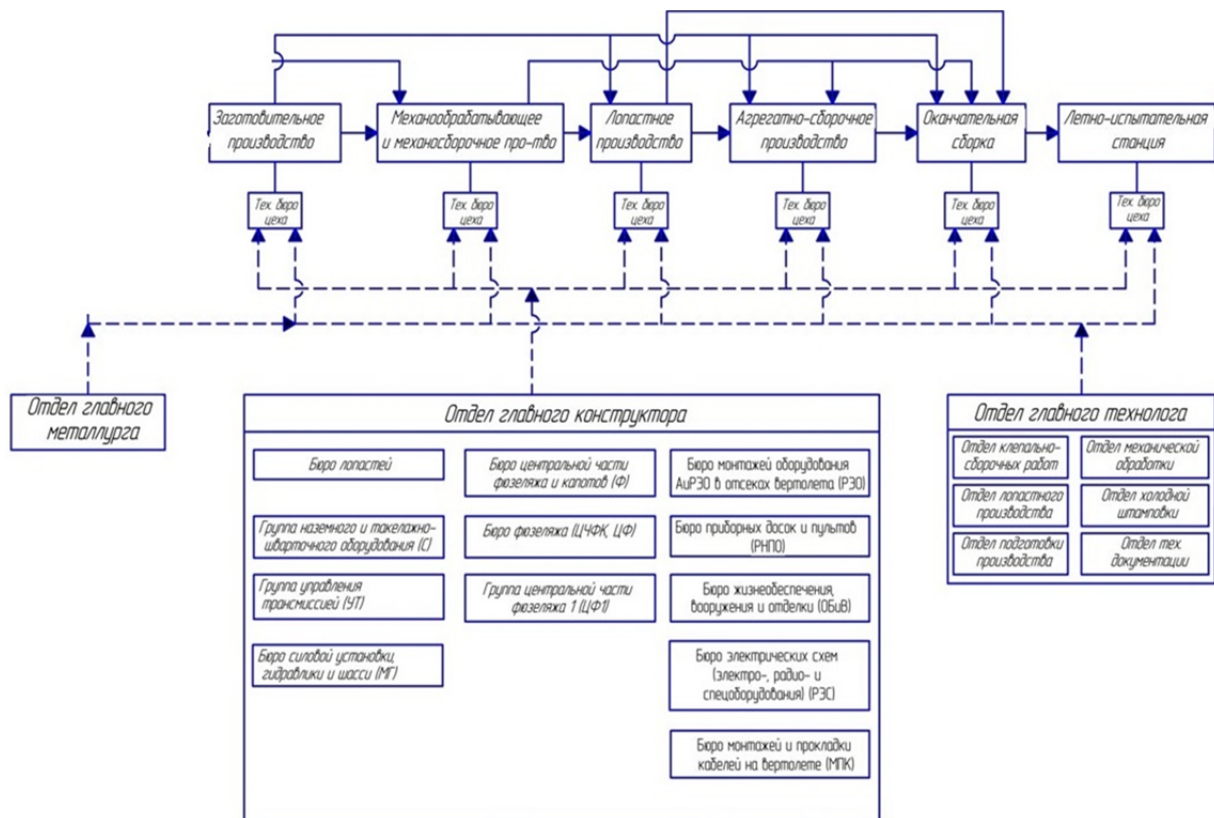 Заготовительное
производство
Механообрабатывающее
и механосборочное про-тво
Лопастное
производство
Агрегатно-сборочное
производство
Окончательная
сборка
Летно-испытательная
станция
Тех. бюро
цеха
Тех. бюро
цеха
Тех. бюро
цеха
Тех. бюро
цеха
Тех. бюро
цеха
Тех. бюро
цеха
Отдел главного
металлурга
Отдел главного конструктора
Бюро лопастей
Группа наземного и такелажно-
шварточного оборудования (С)
Группа управления
трансмиссией (УТ)
Бюро силовой установки,
гидравлики и шасси (МГ)
Бюро центральной части
фюзеляжа и капотов (Ф)
Бюро фюзеляжа (ЦЧФК, ЦФ)
Группа центральной части
фюзеляжа 1 (ЦФ1)
Бюро монтажей оборудования
АиРЭО в отсеках вертолета (РЭО)
Бюро приборных досок и пультов
(РНПО)
Бюро жизнеобеспечения,
вооружения и отделки (ОБиВ)
Бюро электрических схем
(электро-, радио- и
спецоборудования) (РЭС)
Бюро монтажей и прокладки
кабелей на вертолете (МПК)
Отдел главного технолога
Отдел клепально-
сборочных работ
Отдел механической
обработки
Отдел лопастного
производства
Отдел холодной
штамповки
Отдел подготовки
производства
Отдел тех.
документации